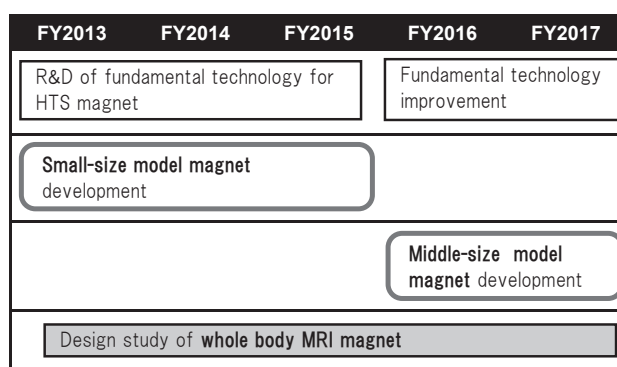 FY2013 FY2014 FY2015 FY2016 FY2017
R&D of fundamental technology for
HTS magnet
Fundamental technology
improvement
Small-size model magnet
development
Middle-size model
magnet development
Design study of whole body MRI magnet